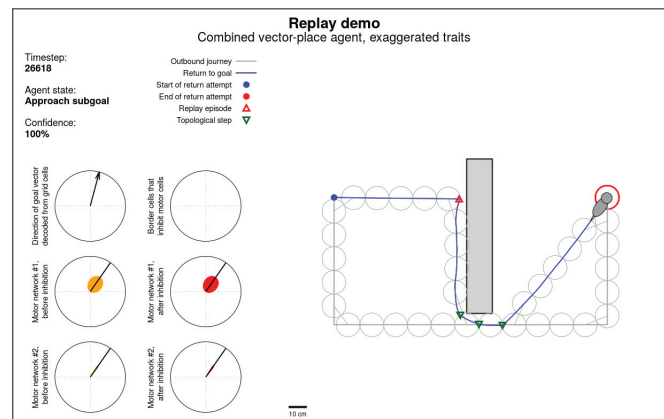 Replay demo
Combined vector-place agent, exaggerated traits
Timestep:
26618
Agent state:
Approach subgoal
Confidence:
100%
Outbound journey
Return to goal
Start of return attempt
End of return attempt
Replay episode
Topological step
Direction of goal vector
decoded from grid cells
Border cells that
inhibit motor cells
Motor network #1,
before inhibition
Motor network #1,
after inhibition
Motor network #2,
before inhibition
Motor network #2,
after inhibition
10 cm